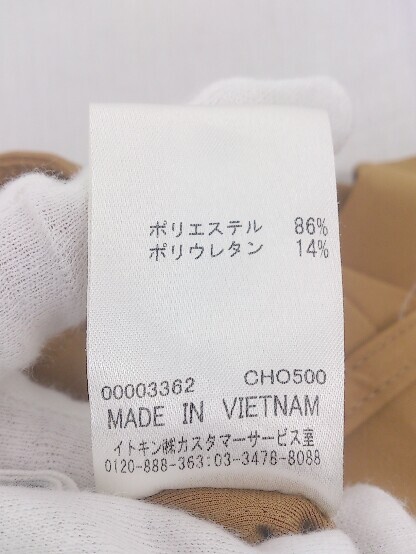 ポリエステル 86%
ポリウレタン 14%
00003362 CHO500
MADE IN VIETNAM
イトキン㈱カスタマーサービス室
0120-888-363:03-3478-8088